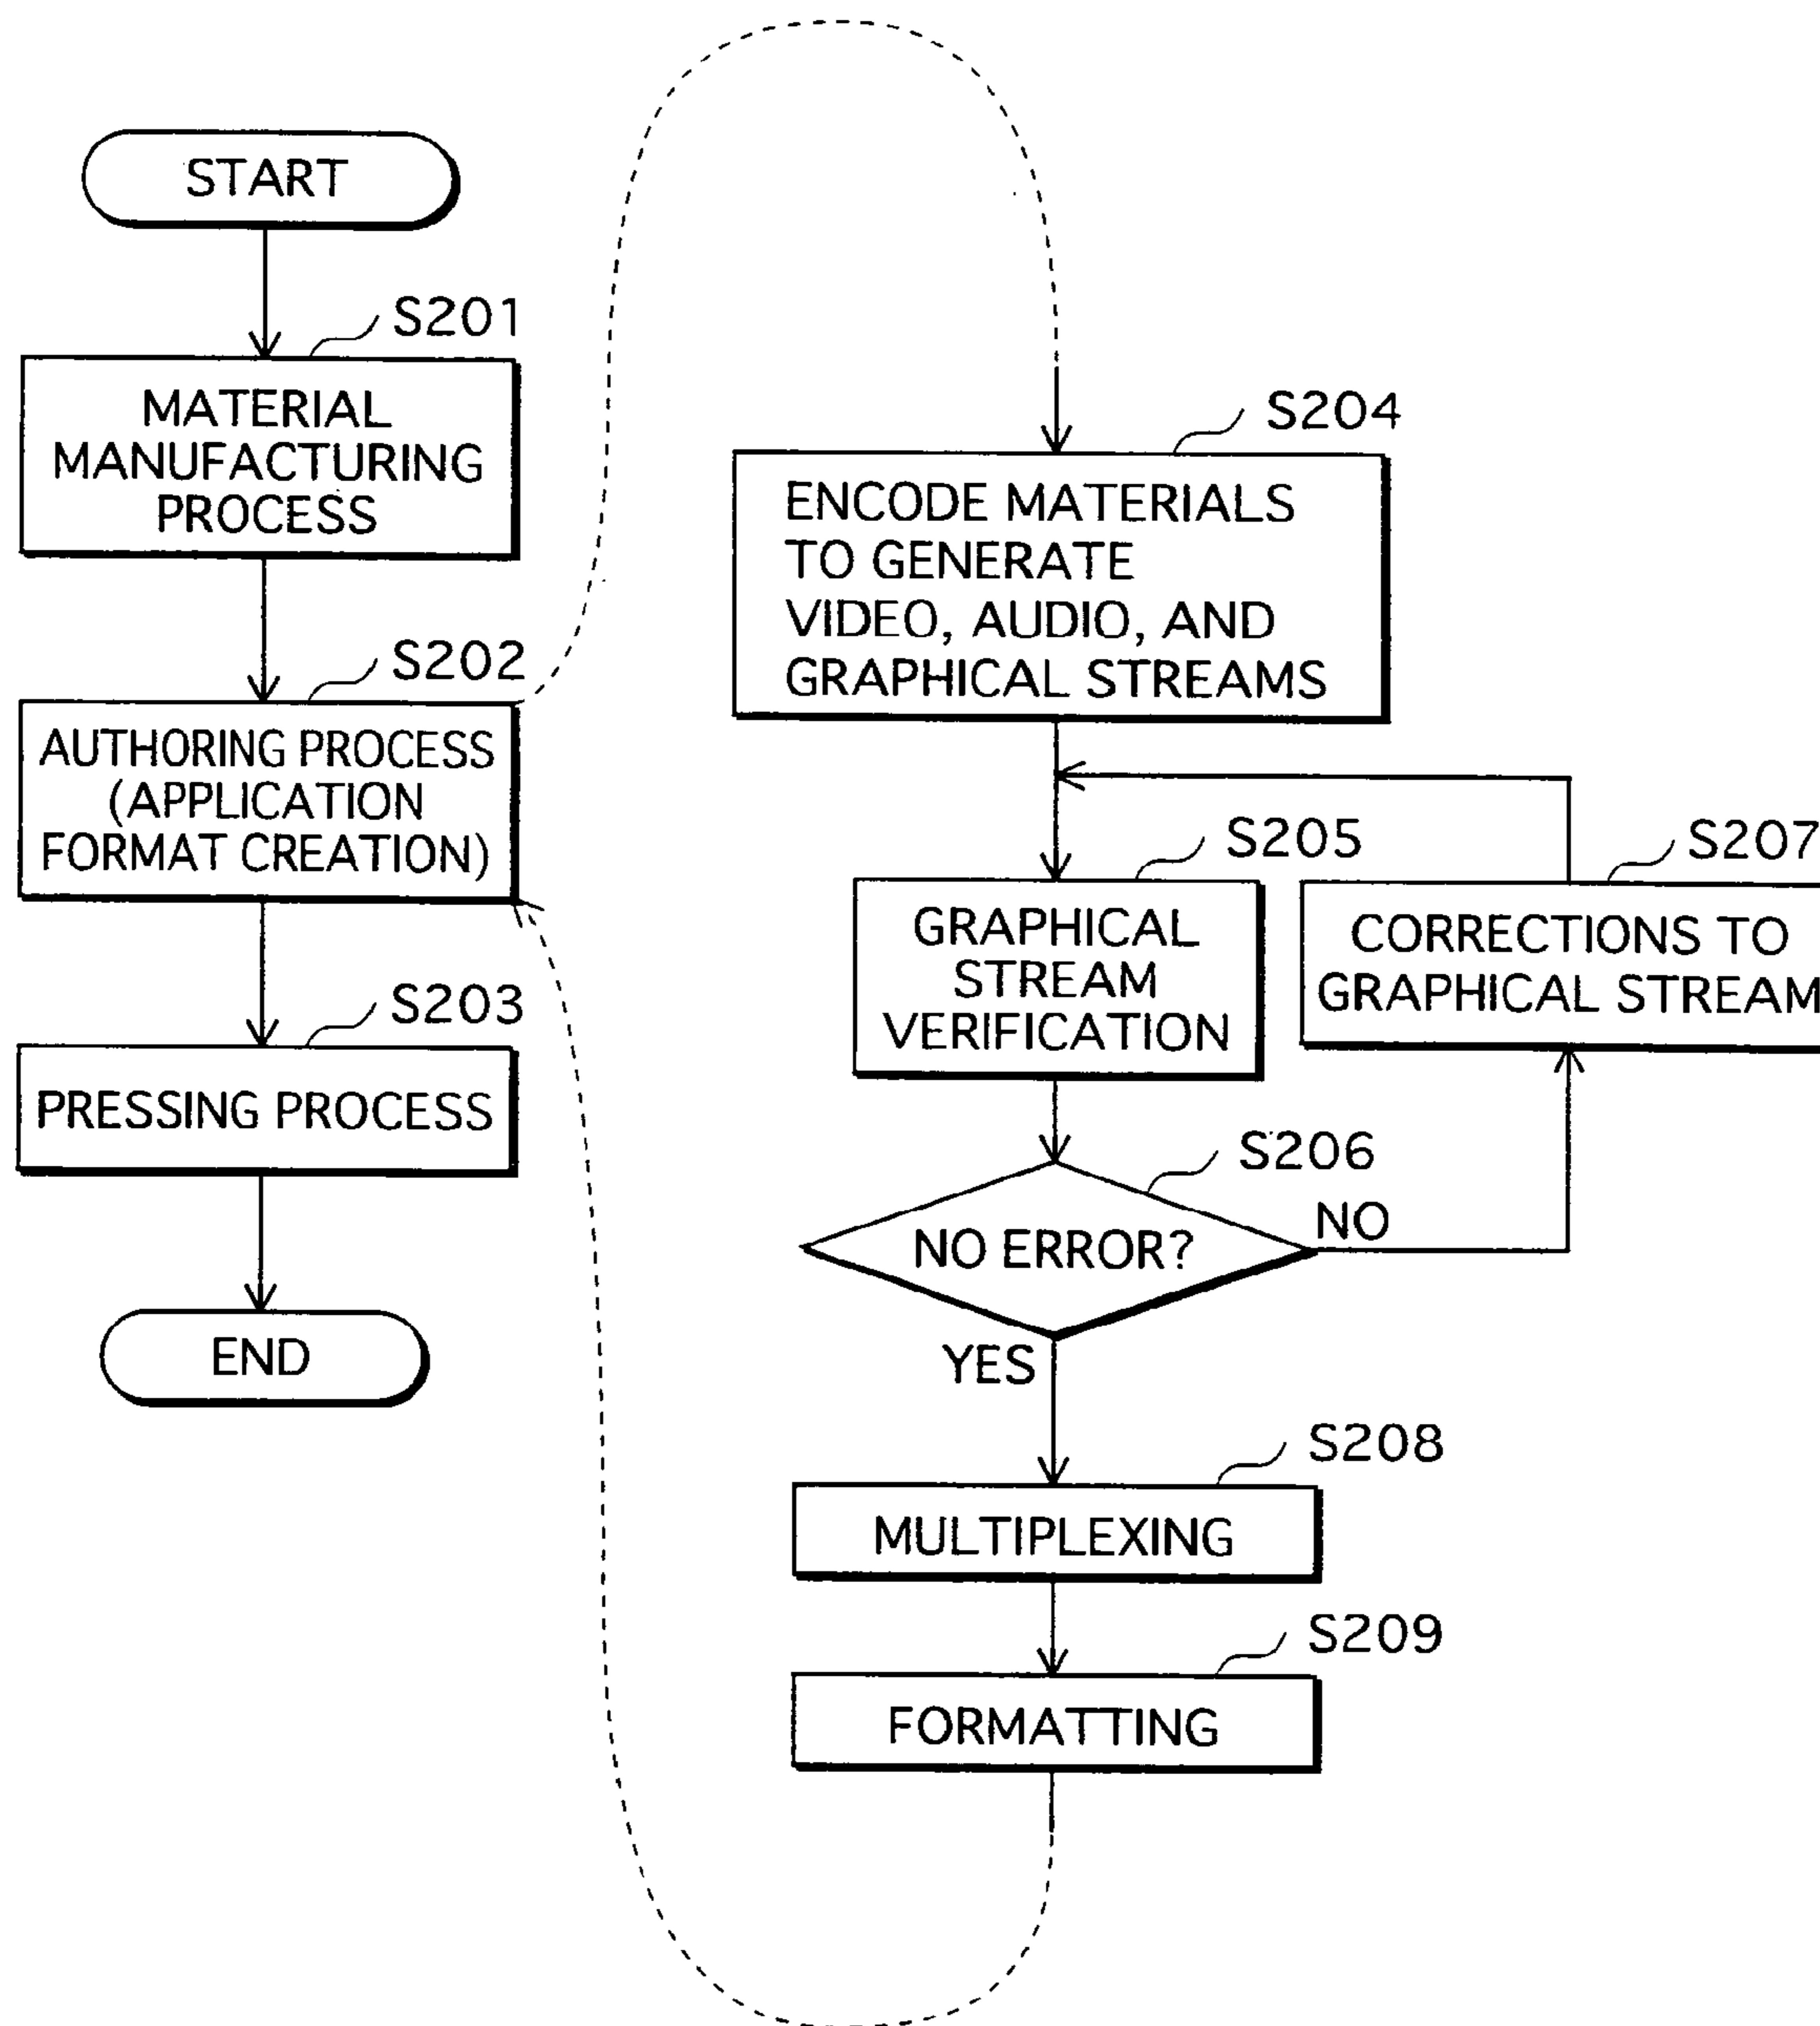 START
S201
MATERIAL
MANUFACTURING
PROCESS
S202
AUTHORING PROCESS
(APPLICATION
FORMAT CREATION)
S203
PRESSING PROCESS
END
S204
ENCODE MATERIALS
TO GENERATE
VIDEO, AUDIO, AND
GRAPHICAL STREAMS
S205
GRAPHICAL
STREAM
VERIFICATION
S207
CORRECTIONS TO
GRAPHICAL STREAM
S206
NO ERROR?
NO
YES
S208
MULTIPLEXING
S209
FORMATTING